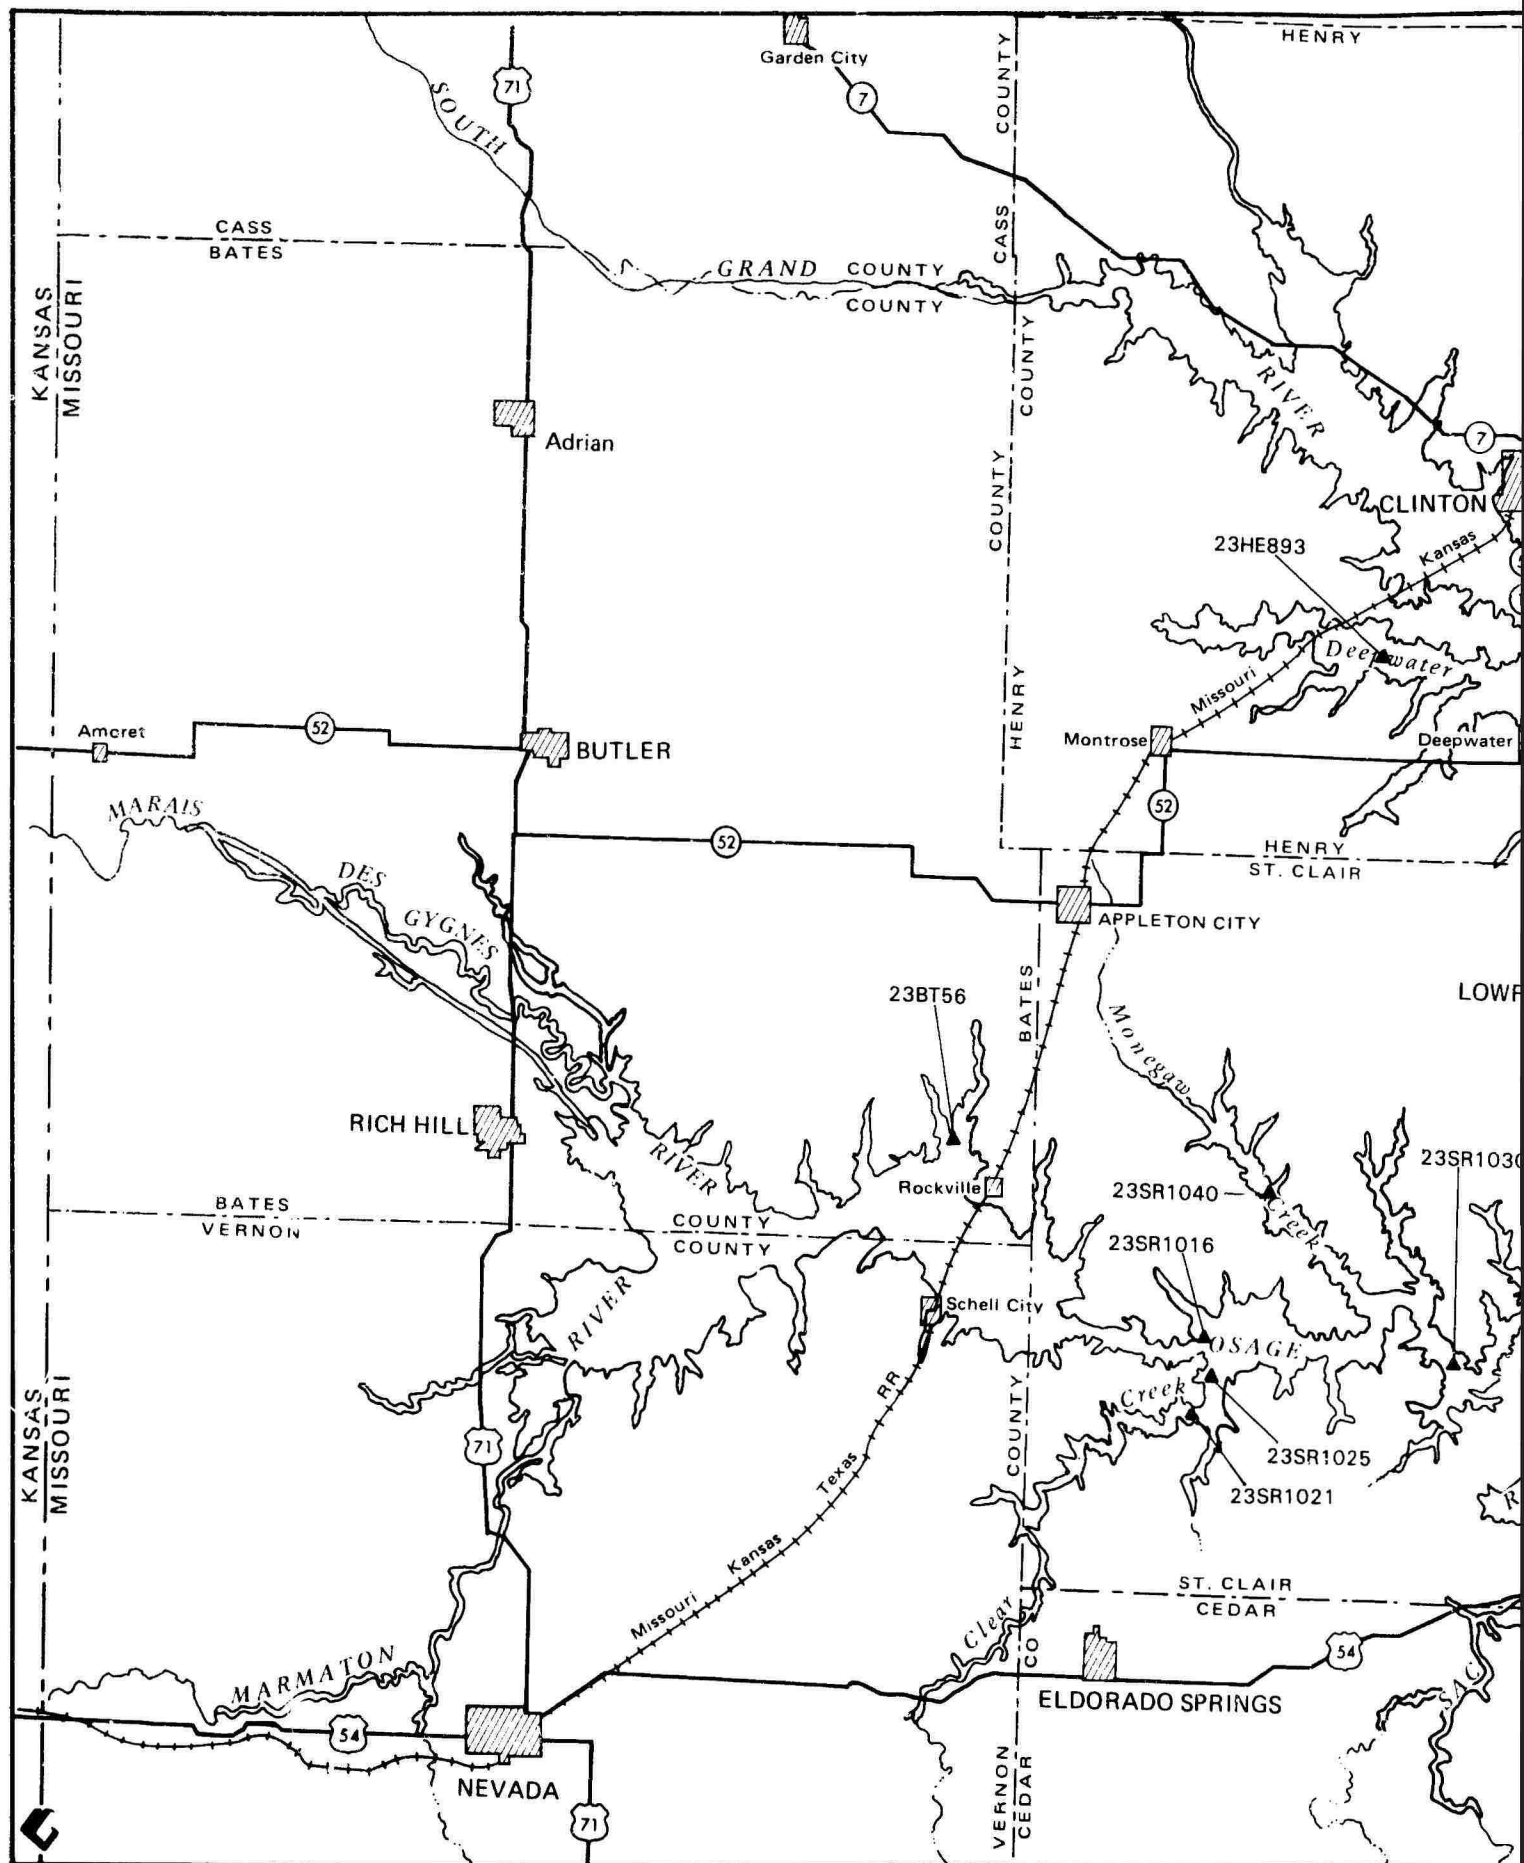 HENRY
Garden City
71
7
SOUTH
COUNTY
CASS
CASS
BATES
GRAND
COUNTY
COUNTY
KANSAS
MISSOURI
COUNTY
RIVER
Adrian
7
COUNTY
CLINTON
23HE893
Kansas
Deepwater
Missouri
HENRY
Amcret
52
BUTLER
Montrose
Deepwater
52
MARAIS
52
HENRY
ST. CLAIR
DES
GYGNES
APPLETON CITY
BATES
23BT56
LOWF
Monegaw
RICH HILL
RIVER
23SR1030
Rockville
23SR1040
Creek
BATES
VERNON
COUNTY
COUNTY
23SR1016
RIVER
Schell City
OSAGE
KANSAS
MISSOURI
RR
Creek
COUNTY
71
Texas
23SR1025
23SR1021
R
Kansas
Missouri
ST. CLAIR
CEDAR
Clear
CO
54
MARMATON
SAC
ELDORADO SPRINGS
54
NEVADA
VERNON
CEDAR
71